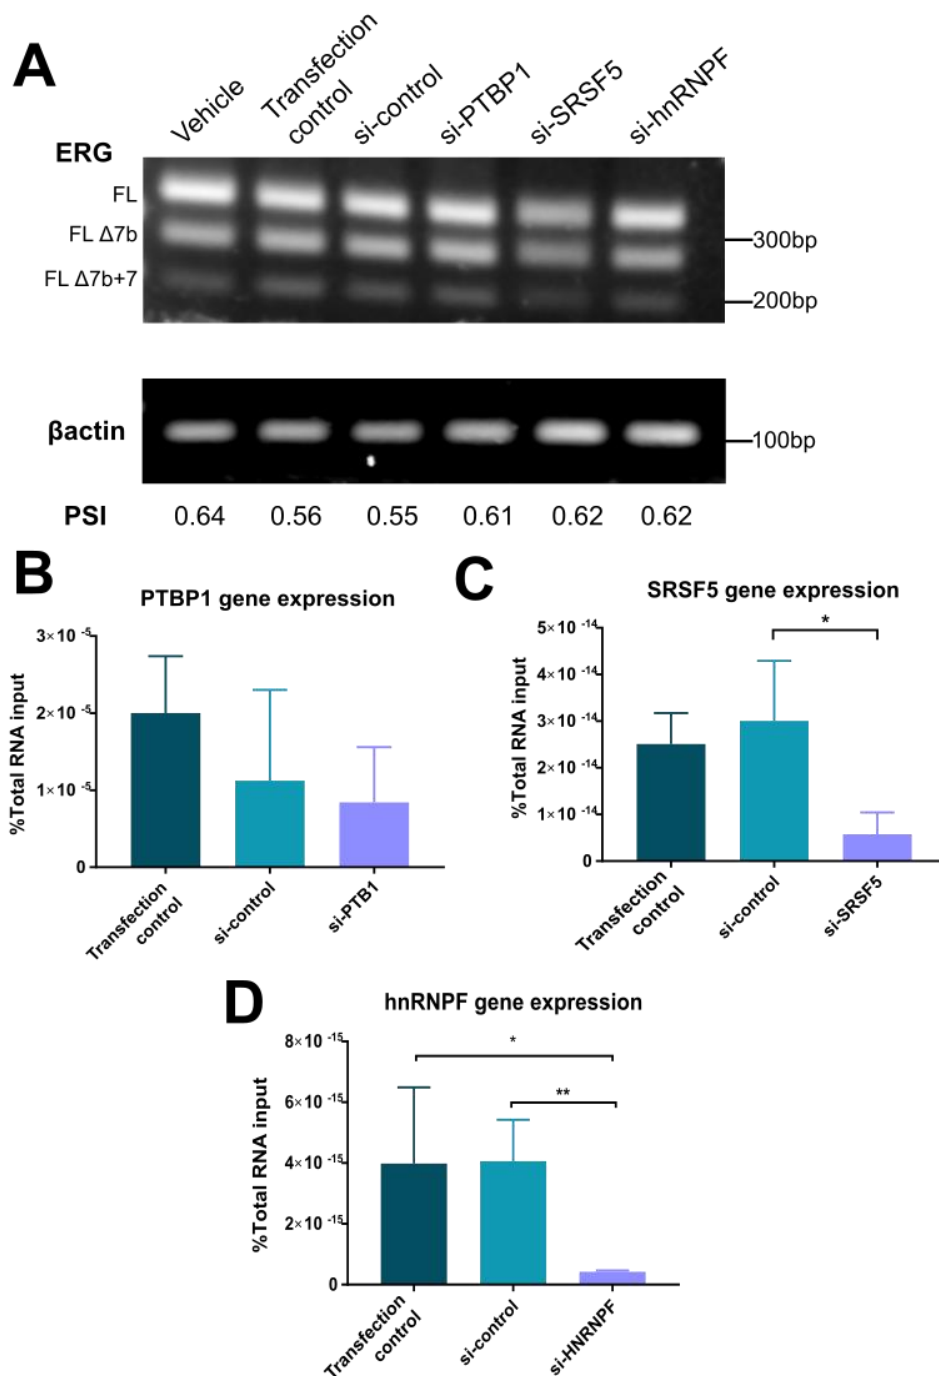 A
Vehicle
Transfection
control
si-control
si-PTBP1
si-SRSF5
si-hnRNPF
ERG
FL
FL Δ7b
FL Δ7b+7
300bp
200bp
βactin
100bp
PSI 0.64 0.56 0.55 0.61 0.62 0.62
B
PTBP1 gene expression
%Total RNA input
3×10 -5
2×10 -5
1×10 -5
0
Transfection
control
si-control
si-PTB1
C
SRSF5 gene expression
*
%Total RNA input
5×10 -14
4×10 -14
3×10 -14
2×10 -14
1×10 -14
0
Transfection
control
si-control
si-SRSF5
D
hnRNPF gene expression
*
**
%Total RNA input
8×10 -15
6×10 -15
4×10 -15
2×10 -15
0
Transfection
control
si-control
si-HNRNPF